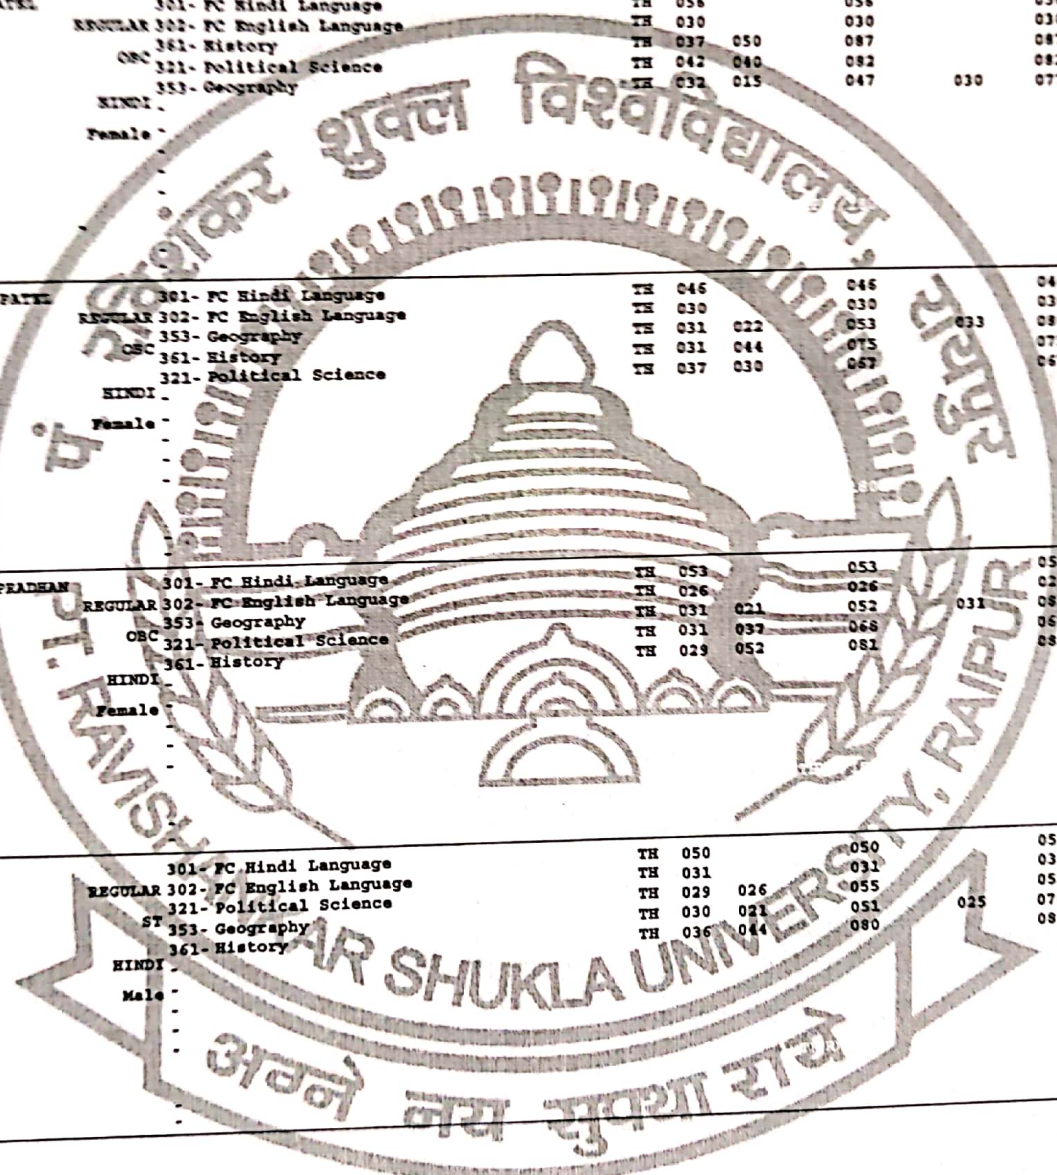 301- FC Hindi Language TH 056 056
REGULAR 302- FC English Language TH 030 030
361- History TH 037 050 087
OBC 321- Political Science TH 042 040 082
353- Geography TH 032 015 047 030
HINDI -
Female -
पं रविशंकर शुक्ल विश्वविद्यालय, रायपुर
PATEL 301- FC Hindi Language TH 046 046
REGULAR 302- FC English Language TH 030 030
353- Geography TH 031 022 053 033
OBC 361- History TH 031 044 075
321- Political Science TH 037 030 067
HINDI -
Female -
PRADHAN 301- FC Hindi Language TH 053 053
REGULAR 302- FC English Language TH 026 026
353- Geography TH 031 021 052 031
OBC 321- Political Science TH 031 037 068
361- History TH 029 052 081
HINDI -
Female -
301- FC Hindi Language TH 050 050
REGULAR 302- FC English Language TH 031 031
321- Political Science TH 029 026 055
ST 353- Geography TH 030 021 051 025
361- History TH 036 044 080
HINDI -
Male -
PT. RAVISHANKAR SHUKLA UNIVERSITY, RAIPUR
अग्ने नय सुपथा राये